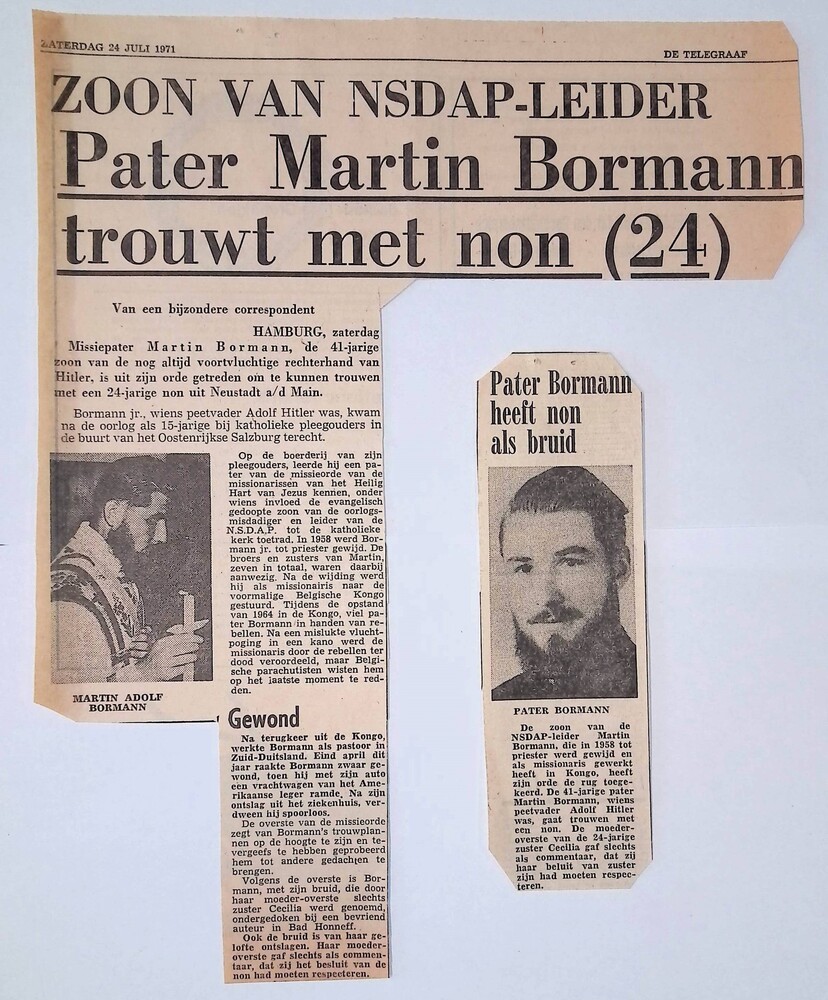 ZATERDAG 24 JULI 1971
DE TELEGRAAF
ZOON VAN NSDAP-LEIDER
Pater Martin Bormann
trouwt met non (24)
Van een bijzondere correspondent
HAMBURG, zaterdag
Missiepater Martin Bormann, de 41-jarige
zoon van de nog altijd voortvluchtige rechterhand van
Hitler, is uit zijn orde getreden om te kunnen trouwen
met een 24-jarige non uit Neustadt a/d Main.
Bormann jr., wiens peetvader Adolf Hitler was, kwam
na de oorlog als 15-jarige bij katholieke pleegouders in
de buurt van het Oostenrijkse Salzburg terecht.
Op de boerderij van zijn
pleegouders, leerde hij een pa-
ter van de missieorde van de
missionarissen van het Heilig
Hart van Jezus kennen, onder
wiens invloed de evangelisch
gedoopte zoon van de oorlogs-
misdadiger en leider van de
N.S.D.A.P. tot de katholieke
kerk toetrad. In 1958 werd Bor-
mann jr. tot priester gewijd. De
broers en zusters van Martin,
zeven in totaal, waren daarbij
aanwezig. Na de wijding werd
hij als missionairis naar de
voormalige Belgische Kongo
gestuurd. Tijdens de opstand
van 1964 in de Kongo, viel pa-
ter Bormann in handen van re-
bellen. Na een mislukte vlucht-
poging in een kano werd de
missionaris door de rebellen ter
dood veroordeeld, maar Belgi-
sche parachutisten wisten hem
op het laatste moment te red-
den.
MARTIN ADOLF
BORMANN
Gewond
Na terugkeer uit de Kongo,
werkte Bormann als pastoor in
Zuid-Duitsland. Eind april dit
jaar raakte Bormann zwaar ge-
wond, toen hij met zijn auto
een vrachtwagen van het Ame-
rikaanse leger ramde. Na zijn
ontslag uit het ziekenhuis, ver-
dween hij spoorloos.
De overste van de missieorde
zegt van Bormann's trouwplan-
nen op de hoogte te zijn en te-
vergeefs te hebben geprobeerd
hem tot andere gedachten te
brengen.
Volgens de overste is Bor-
mann, met zijn bruid, die door
haar moeder-overste slechts
zuster Cecilia werd genoemd,
ondergedoken bij een bevriend
auteur in Bad Honneff.
Ook de bruid is van haar ge-
lofte ontslagen. Haar moeder-
overste gaf slechts als commen-
taar, dat zij het besluit van de
non had moeten respecteren.
Pater Bormann
heeft non
als bruid
PATER BORMANN
De zoon van de
NSDAP-leider Martin
Bormann, die in 1958 tot
priester werd gewijd en
als missionaris gewerkt
heeft in Kongo, heeft
zijn orde de rug toege-
keerd. De 41-jarige pater
Martin Bormann, wiens
peetvader Adolf Hitler
was, gaat trouwen met
een non. De moeder-
overste van de 24-jarige
zuster Cecilia gaf slechts
als commentaar, dat zij
haar beluit van zuster
zijn had moeten respec-
teren.